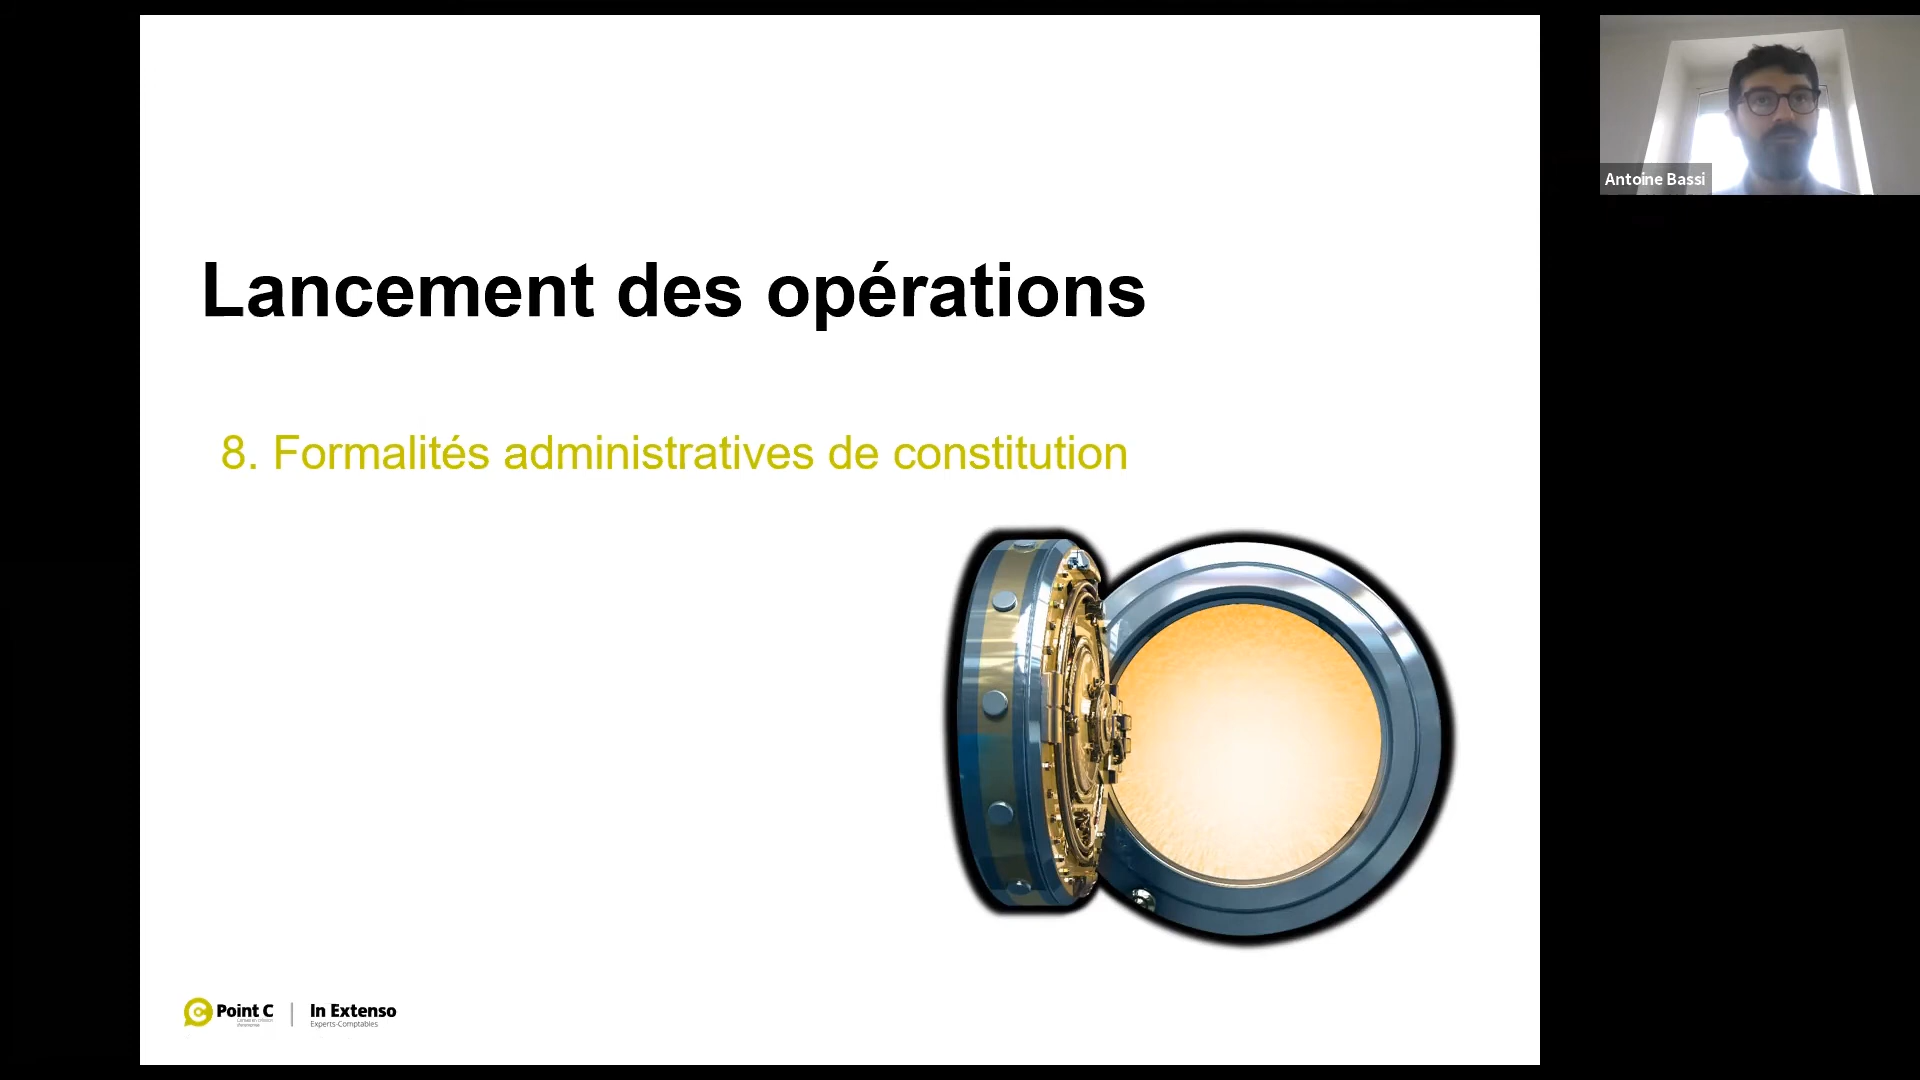 Antoine Bassi
Lancement des opérations
8. Formalités administratives de constitution
Point C
In Extenso
Experts-Comptables